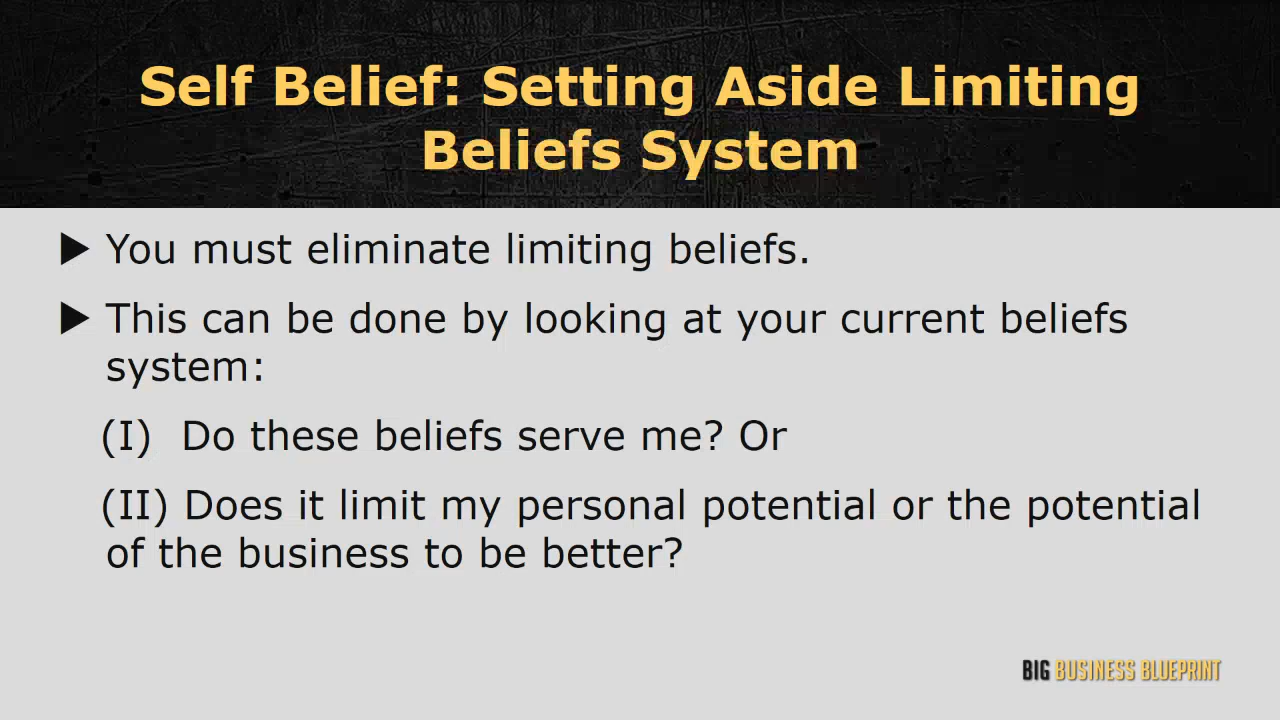 Self Belief: Setting Aside Limiting
Beliefs System
You must eliminate limiting beliefs.
This can be done by looking at your current beliefs
system:
(I) Do these beliefs serve me? Or
(II) Does it limit my personal potential or the potential
of the business to be better?
BIG BUSINESS BLUEPRINT